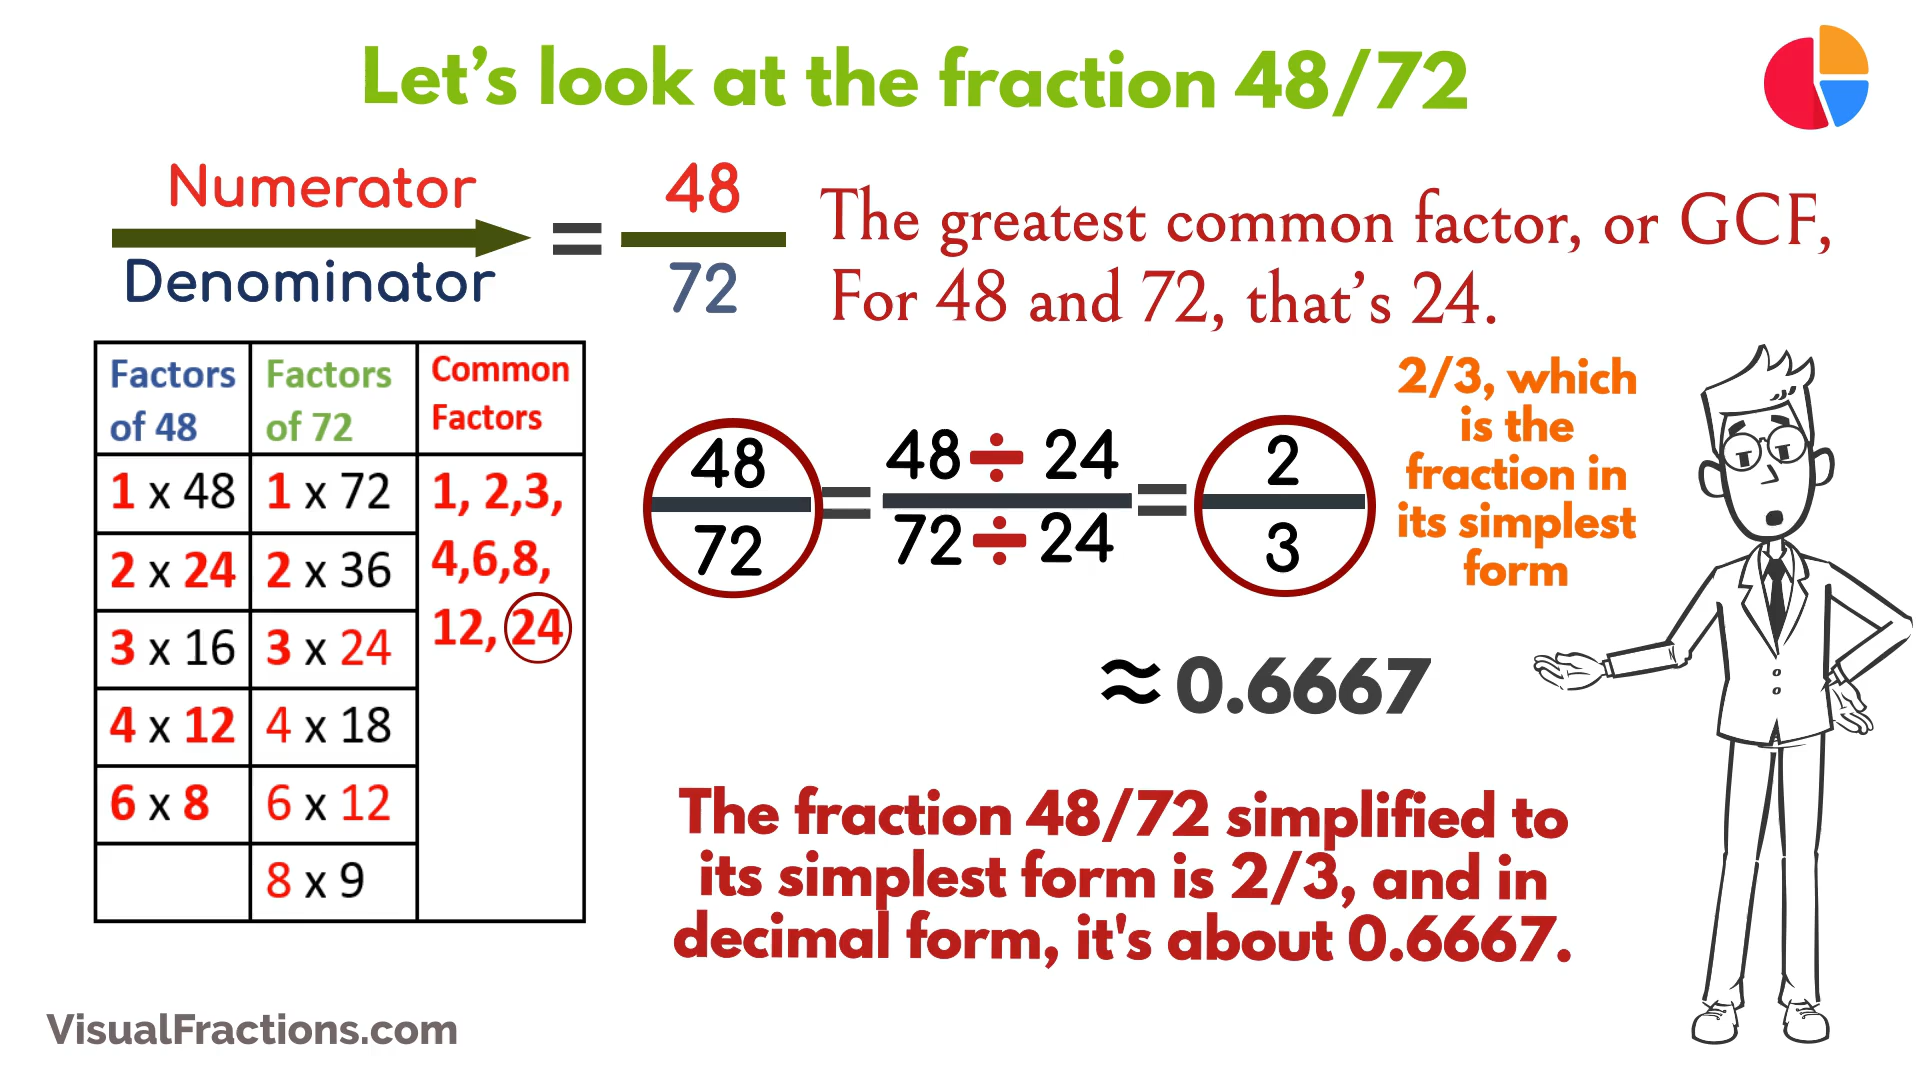 Let’s look at the fraction 48/72
Numerator
Denominator
=
48
72
The greatest common factor, or GCF,
For 48 and 72, that’s 24.
Factors of 48
Factors of 72
Common Factors
1 x 48
1 x 72
1, 2,3,
2 x 24
2 x 36
4,6,8,
3 x 16
3 x 24
12, 24
4 x 12
4 x 18
6 x 8
6 x 12
8 x 9
48
72
=
48 ÷ 24
72 ÷ 24
=
2
3
2/3, which
is the
fraction in
its simplest
form
≈ 0.6667
The fraction 48/72 simplified to
its simplest form is 2/3, and in
decimal form, it's about 0.6667.
VisualFractions.com